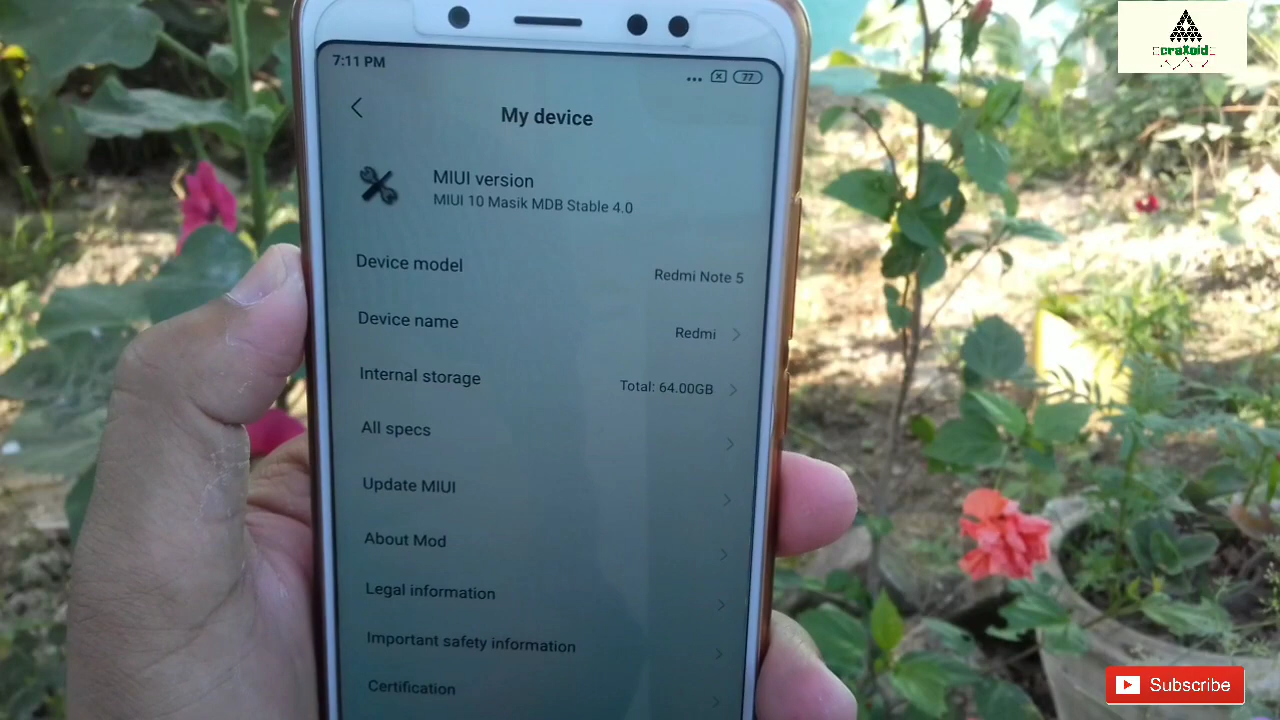 craXoid
7:11 PM
77
My device
MIUI version
MIUI 10 Masik MDB Stable 4.0
Device model
Redmi Note 5
Device name
Redmi
Internal storage
Total: 64.00GB
All specs
Update MIUI
About Mod
Legal information
Important safety information
Certification
Subscribe